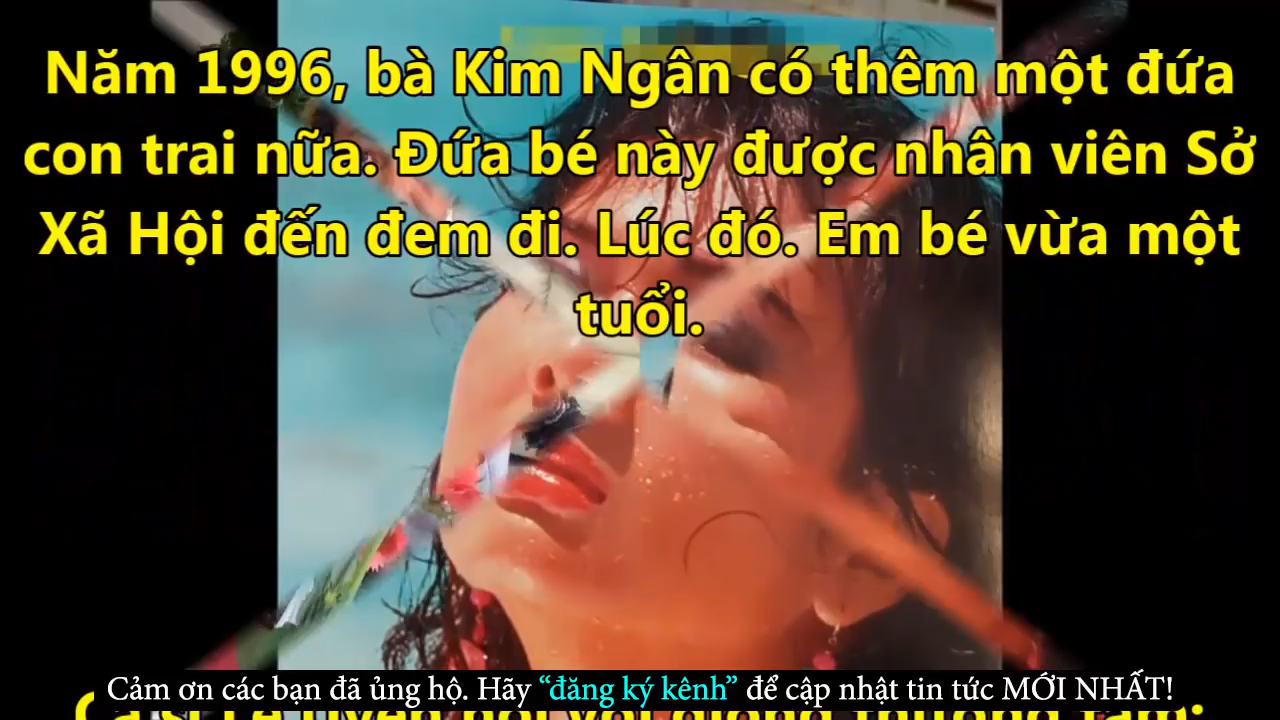 Năm 1996, bà Kim Ngân có thêm một đứa
con trai nữa. Đứa bé này được nhân viên Sở
Xã Hội đến đem đi. Lúc đó. Em bé vừa một
tuổi.
Cảm ơn các bạn đã ủng hộ. Hãy “đăng ký kênh” để cập nhật tin tức MỚI NHẤT!